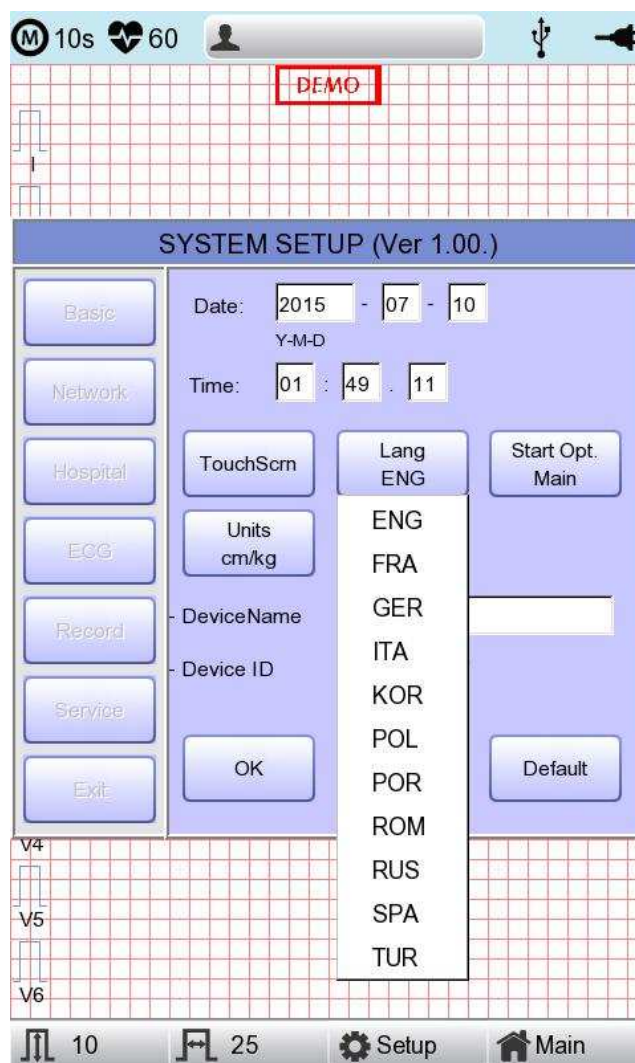 M 10s 60
DEMO
I
SYSTEM SETUP (Ver 1.00.)
Basic
Network
Hospital
ECG
Record
Service
Exit
Date: 2015 - 07 - 10
Y-M-D
Time: 01 : 49 . 11
TouchScrn
Lang
ENG
Start Opt.
Main
Units
cm/kg
ENG
FRA
GER
ITA
KOR
POL
POR
ROM
RUS
SPA
TUR
- DeviceName
- Device ID
OK
Default
V4
V5
V6
10 25 Setup Main